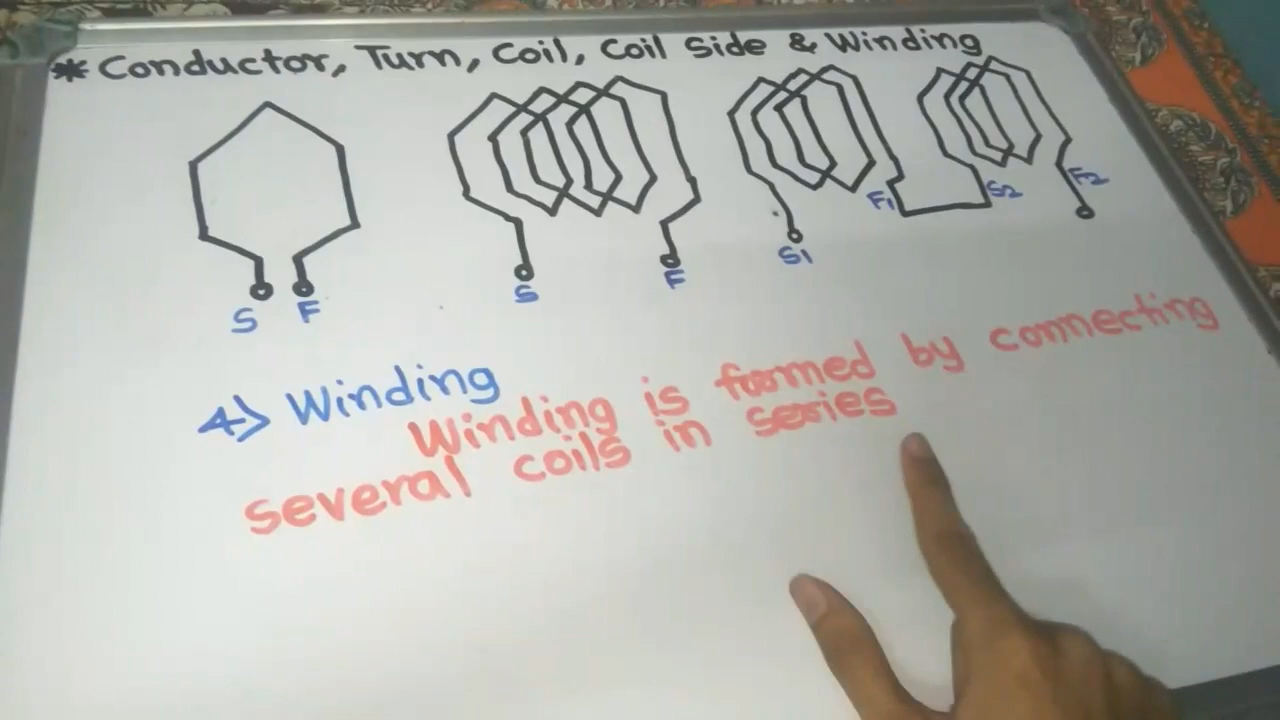 * Conductor, Turn, Coil, Coil Side & Winding
S F
S F
S1 F1 S2 F2
4> Winding
Winding is formed by connecting
several coils in series